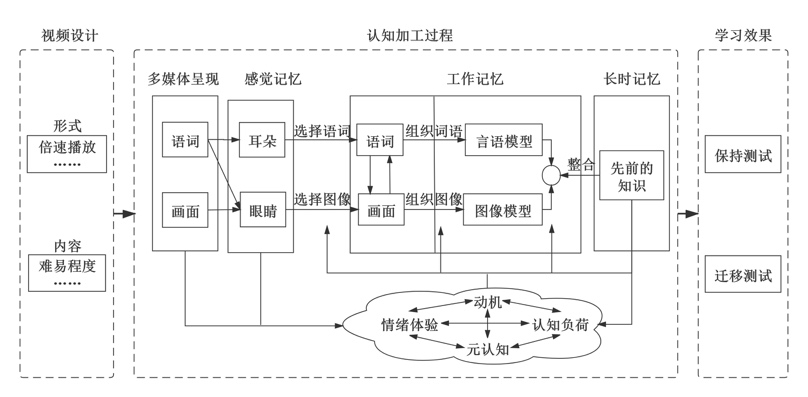 视频设计
认知加工过程
学习效果
多媒体呈现
感觉记忆
工作记忆
长时记忆
形式
倍速播放
......
内容
难易程度
......
语词
画面
耳朵
眼睛
选择语词
选择图像
语词
画面
组织词语
组织图像
言语模型
图像模型
整合
先前的
知识
动机
情绪体验
认知负荷
元认知
保持测试
迁移测试